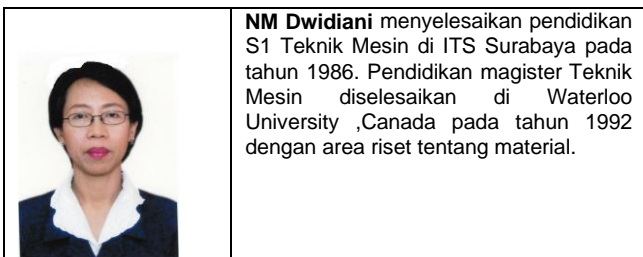 NM Dwidiani menyelesaikan pendidikan
S1 Teknik Mesin di ITS Surabaya pada
tahun 1986. Pendidikan magister Teknik
Mesin diselesaikan di Waterloo
University ,Canada pada tahun 1992
dengan area riset tentang material.